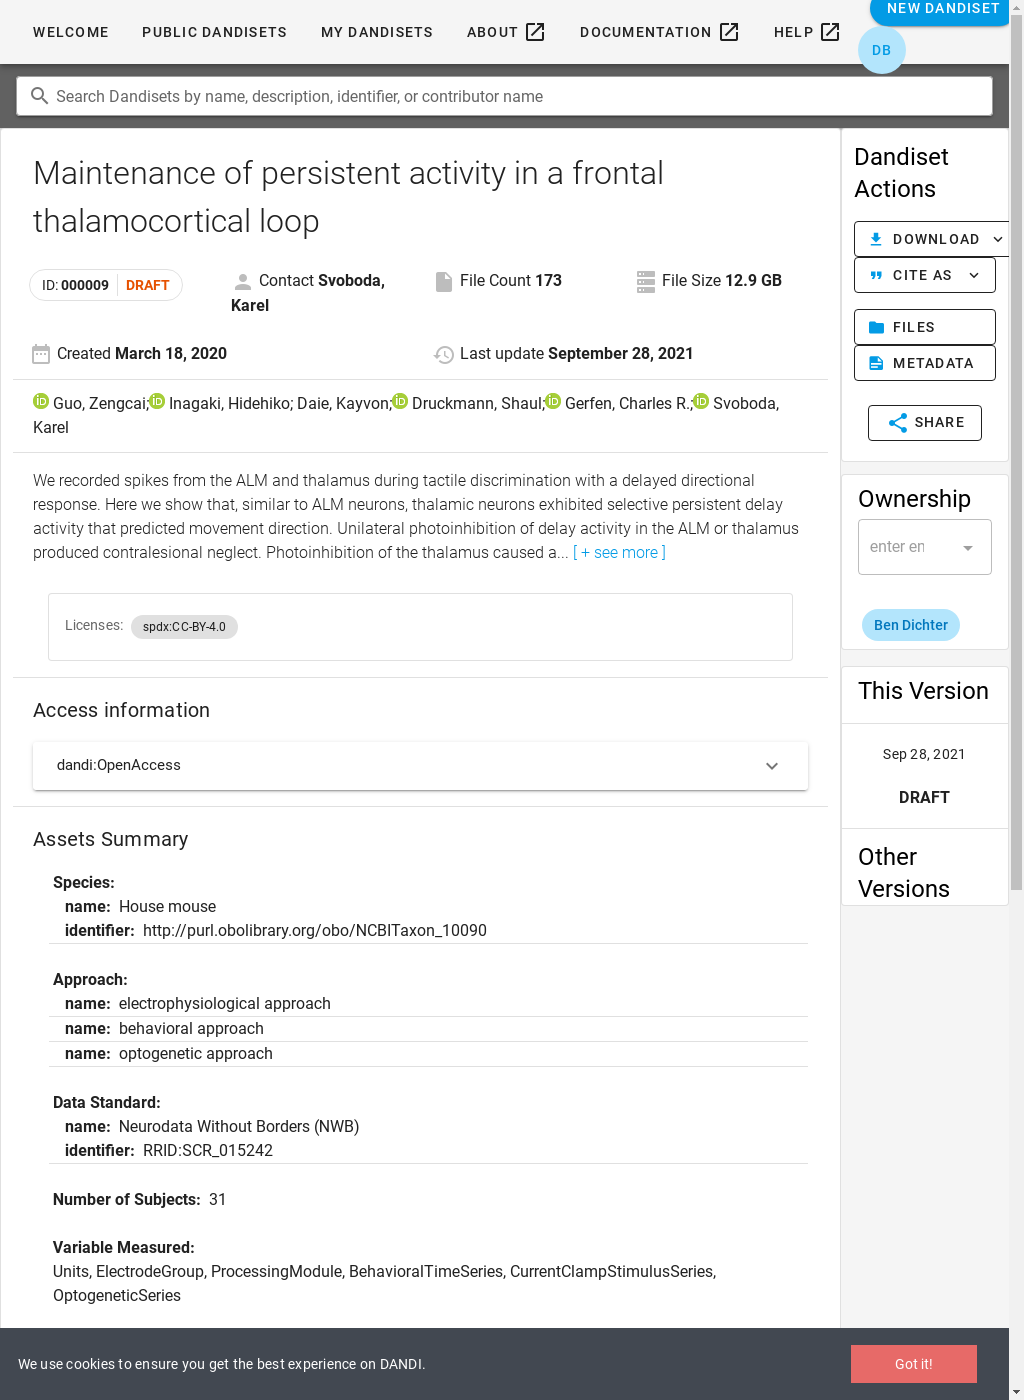 WELCOME PUBLIC DANDISETS MY DANDISETS ABOUT DOCUMENTATION HELP NEW DANDISET
DB
Search Dandisets by name, description, identifier, or contributor name
Maintenance of persistent activity in a frontal
thalamocortical loop
ID: 000009 DRAFT
Contact Svoboda,
Karel
File Count 173
File Size 12.9 GB
Created March 18, 2020
Last update September 28, 2021
Guo, Zengcai; Inagaki, Hidehiko; Daie, Kayvon; Druckmann, Shaul; Gerfen, Charles R.; Svoboda,
Karel
We recorded spikes from the ALM and thalamus during tactile discrimination with a delayed directional
response. Here we show that, similar to ALM neurons, thalamic neurons exhibited selective persistent delay
activity that predicted movement direction. Unilateral photoinhibition of delay activity in the ALM or thalamus
produced contralesional neglect. Photoinhibition of the thalamus caused a... [ + see more ]
Licenses: spdx:CC-BY-4.0
Access information
dandi:OpenAccess
Assets Summary
Species:
name: House mouse
identifier: http://purl.obolibrary.org/obo/NCBITaxon_10090
Approach:
name: electrophysiological approach
name: behavioral approach
name: optogenetic approach
Data Standard:
name: Neurodata Without Borders (NWB)
identifier: RRID:SCR_015242
Number of Subjects: 31
Variable Measured:
Units, ElectrodeGroup, ProcessingModule, BehavioralTimeSeries, CurrentClampStimulusSeries,
OptogeneticSeries
Dandiset
Actions
DOWNLOAD
CITE AS
FILES
METADATA
SHARE
Ownership
enter en
Ben Dichter
This Version
Sep 28, 2021
DRAFT
Other
Versions
We use cookies to ensure you get the best experience on DANDI.
Got it!